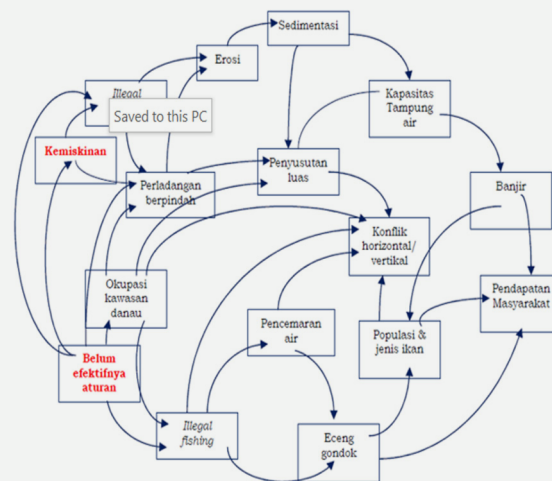 Sedimentasi
Erosi
Illegal
Saved to this PC
Kapasitas
Tampung
air
Kemiskinan
Perladangan
berpindah
Penyusutan
luas
Banjir
Konflik
horizontal/
vertikal
Okupasi
kawasan
danau
Pendapatan
Masyarakat
Pencemaran
air
Populasi &
jenis ikan
Belum
efektifnya
aturan
Illegal
fishing
Eceng
gondok